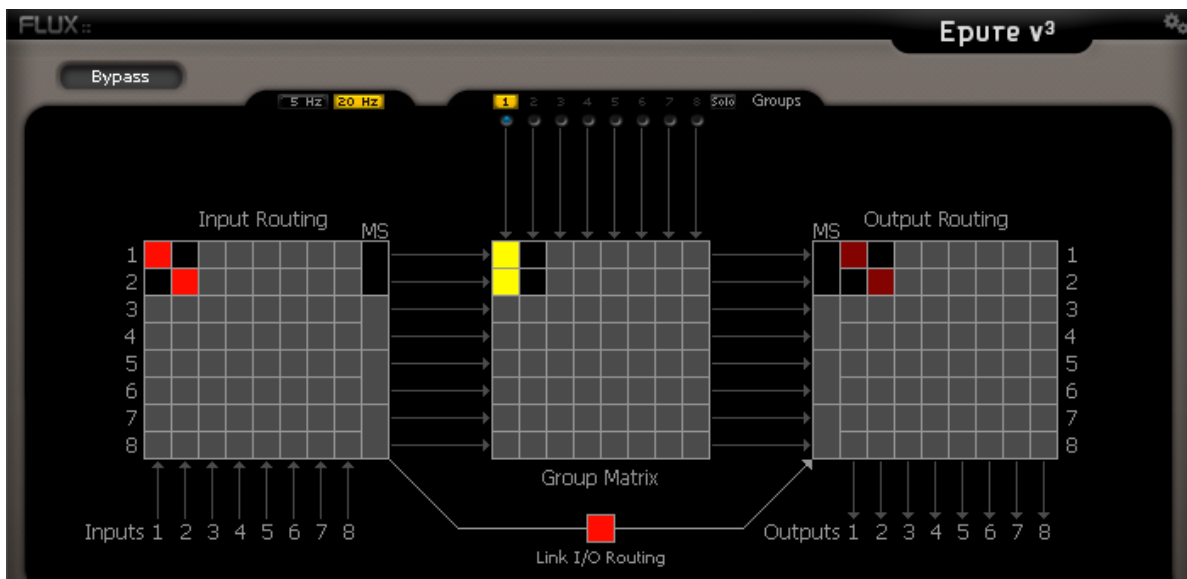 FLUX::
Epure v3
Bypass
5 Hz 20 Hz
1 2 3 4 5 6 7 8 Solo Groups
Input Routing
MS
MS
Output Routing
1
2
3
4
5
6
7
8
1
2
3
4
5
6
7
8
Group Matrix
Inputs 1 2 3 4 5 6 7 8
Link I/O Routing
Outputs 1 2 3 4 5 6 7 8